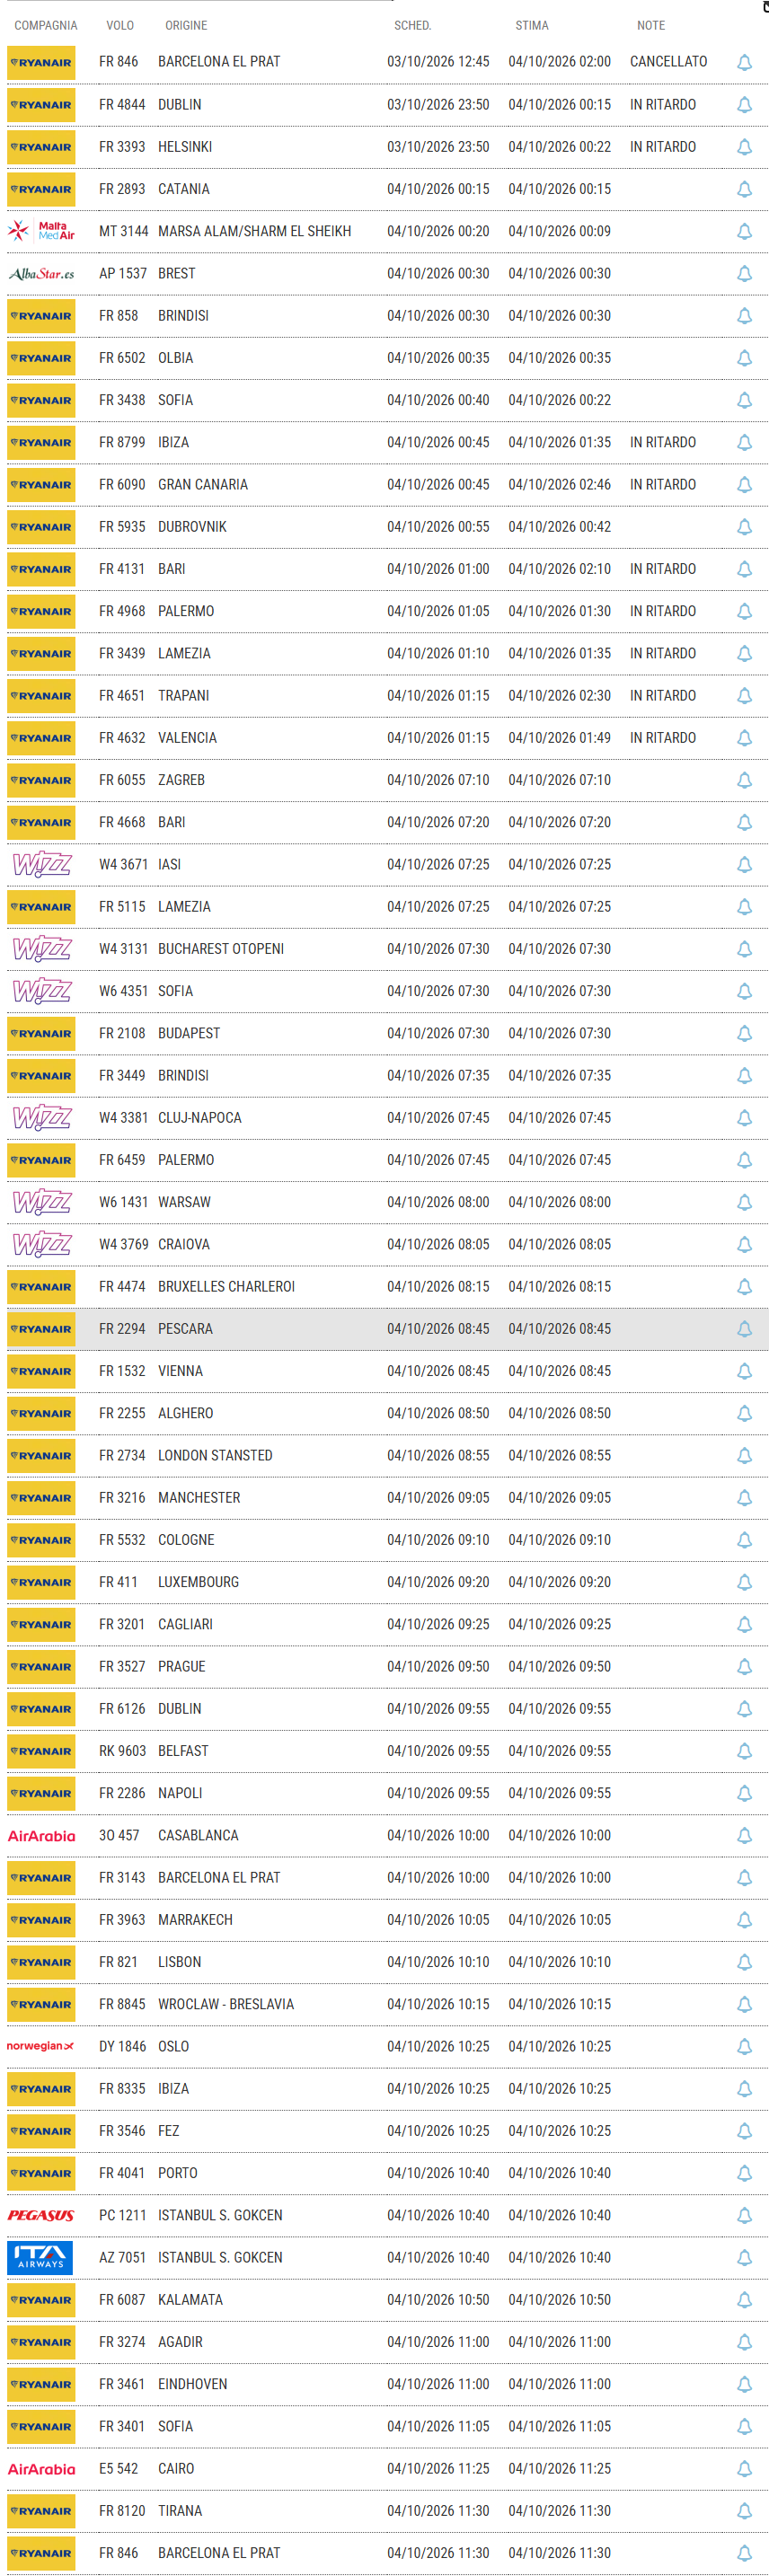 COMPAGNIA VOLO ORIGINE SCHED. STIMA NOTE
RYANAIR FR 846 BARCELONA EL PRAT 03/10/2026 12:45 04/10/2026 02:00 CANCELLATO
RYANAIR FR 4844 DUBLIN 03/10/2026 23:50 04/10/2026 00:15 IN RITARDO
RYANAIR FR 3393 HELSINKI 03/10/2026 23:50 04/10/2026 00:22 IN RITARDO
RYANAIR FR 2893 CATANIA 04/10/2026 00:15 04/10/2026 00:15
Malta MedAir MT 3144 MARSA ALAM/SHARM EL SHEIKH 04/10/2026 00:20 04/10/2026 00:09
AlbaStar.es AP 1537 BREST 04/10/2026 00:30 04/10/2026 00:30
RYANAIR FR 858 BRINDISI 04/10/2026 00:30 04/10/2026 00:30
RYANAIR FR 6502 OLBIA 04/10/2026 00:35 04/10/2026 00:35
RYANAIR FR 3438 SOFIA 04/10/2026 00:40 04/10/2026 00:22
RYANAIR FR 8799 IBIZA 04/10/2026 00:45 04/10/2026 01:35 IN RITARDO
RYANAIR FR 6090 GRAN CANARIA 04/10/2026 00:45 04/10/2026 02:46 IN RITARDO
RYANAIR FR 5935 DUBROVNIK 04/10/2026 00:55 04/10/2026 00:42
RYANAIR FR 4131 BARI 04/10/2026 01:00 04/10/2026 02:10 IN RITARDO
RYANAIR FR 4968 PALERMO 04/10/2026 01:05 04/10/2026 01:30 IN RITARDO
RYANAIR FR 3439 LAMEZIA 04/10/2026 01:10 04/10/2026 01:35 IN RITARDO
RYANAIR FR 4651 TRAPANI 04/10/2026 01:15 04/10/2026 02:30 IN RITARDO
RYANAIR FR 4632 VALENCIA 04/10/2026 01:15 04/10/2026 01:49 IN RITARDO
RYANAIR FR 6055 ZAGREB 04/10/2026 07:10 04/10/2026 07:10
RYANAIR FR 4668 BARI 04/10/2026 07:20 04/10/2026 07:20
WIZZ W4 3671 IASI 04/10/2026 07:25 04/10/2026 07:25
RYANAIR FR 5115 LAMEZIA 04/10/2026 07:25 04/10/2026 07:25
WIZZ W4 3131 BUCHAREST OTOPENI 04/10/2026 07:30 04/10/2026 07:30
WIZZ W6 4351 SOFIA 04/10/2026 07:30 04/10/2026 07:30
RYANAIR FR 2108 BUDAPEST 04/10/2026 07:30 04/10/2026 07:30
RYANAIR FR 3449 BRINDISI 04/10/2026 07:35 04/10/2026 07:35
WIZZ W4 3381 CLUJ-NAPOCA 04/10/2026 07:45 04/10/2026 07:45
RYANAIR FR 6459 PALERMO 04/10/2026 07:45 04/10/2026 07:45
WIZZ W6 1431 WARSAW 04/10/2026 08:00 04/10/2026 08:00
WIZZ W4 3769 CRAIOVA 04/10/2026 08:05 04/10/2026 08:05
RYANAIR FR 4474 BRUXELLES CHARLEROI 04/10/2026 08:15 04/10/2026 08:15
RYANAIR FR 2294 PESCARA 04/10/2026 08:45 04/10/2026 08:45
RYANAIR FR 1532 VIENNA 04/10/2026 08:45 04/10/2026 08:45
RYANAIR FR 2255 ALGHERO 04/10/2026 08:50 04/10/2026 08:50
RYANAIR FR 2734 LONDON STANSTED 04/10/2026 08:55 04/10/2026 08:55
RYANAIR FR 3216 MANCHESTER 04/10/2026 09:05 04/10/2026 09:05
RYANAIR FR 5532 COLOGNE 04/10/2026 09:10 04/10/2026 09:10
RYANAIR FR 411 LUXEMBOURG 04/10/2026 09:20 04/10/2026 09:20
RYANAIR FR 3201 CAGLIARI 04/10/2026 09:25 04/10/2026 09:25
RYANAIR FR 3527 PRAGUE 04/10/2026 09:50 04/10/2026 09:50
RYANAIR FR 6126 DUBLIN 04/10/2026 09:55 04/10/2026 09:55
RYANAIR RK 9603 BELFAST 04/10/2026 09:55 04/10/2026 09:55
RYANAIR FR 2286 NAPOLI 04/10/2026 09:55 04/10/2026 09:55
AirArabia 3O 457 CASABLANCA 04/10/2026 10:00 04/10/2026 10:00
RYANAIR FR 3143 BARCELONA EL PRAT 04/10/2026 10:00 04/10/2026 10:00
RYANAIR FR 3963 MARRAKECH 04/10/2026 10:05 04/10/2026 10:05
RYANAIR FR 821 LISBON 04/10/2026 10:10 04/10/2026 10:10
RYANAIR FR 8845 WROCLAW - BRESLAVIA 04/10/2026 10:15 04/10/2026 10:15
norwegian DY 1846 OSLO 04/10/2026 10:25 04/10/2026 10:25
RYANAIR FR 8335 IBIZA 04/10/2026 10:25 04/10/2026 10:25
RYANAIR FR 3546 FEZ 04/10/2026 10:25 04/10/2026 10:25
RYANAIR FR 4041 PORTO 04/10/2026 10:40 04/10/2026 10:40
PEGASUS PC 1211 ISTANBUL S. GOKCEN 04/10/2026 10:40 04/10/2026 10:40
ITA AIRWAYS AZ 7051 ISTANBUL S. GOKCEN 04/10/2026 10:40 04/10/2026 10:40
RYANAIR FR 6087 KALAMATA 04/10/2026 10:50 04/10/2026 10:50
RYANAIR FR 3274 AGADIR 04/10/2026 11:00 04/10/2026 11:00
RYANAIR FR 3461 EINDHOVEN 04/10/2026 11:00 04/10/2026 11:00
RYANAIR FR 3401 SOFIA 04/10/2026 11:05 04/10/2026 11:05
AirArabia E5 542 CAIRO 04/10/2026 11:25 04/10/2026 11:25
RYANAIR FR 8120 TIRANA 04/10/2026 11:30 04/10/2026 11:30
RYANAIR FR 846 BARCELONA EL PRAT 04/10/2026 11:30 04/10/2026 11:30